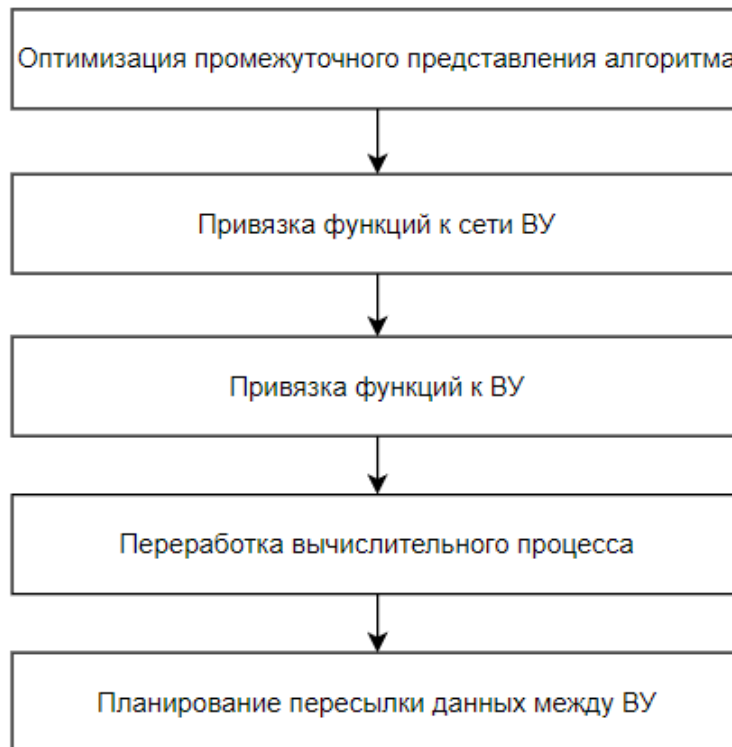 Оптимизация промежуточного представления алгоритма
Привязка функций к сети ВУ
Привязка функций к ВУ
Переработка вычислительного процесса
Планирование пересылки данных между ВУ